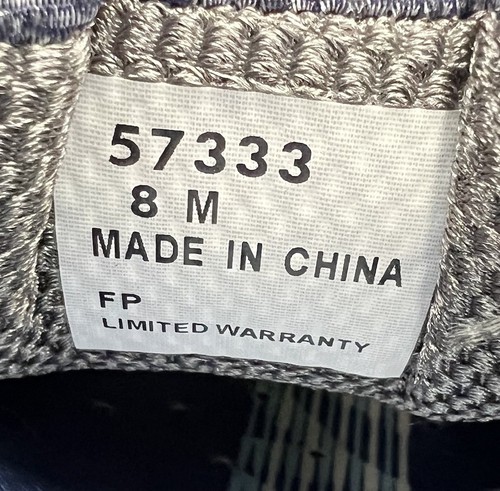 57333
8 M
MADE IN CHINA
FP
LIMITED WARRANTY